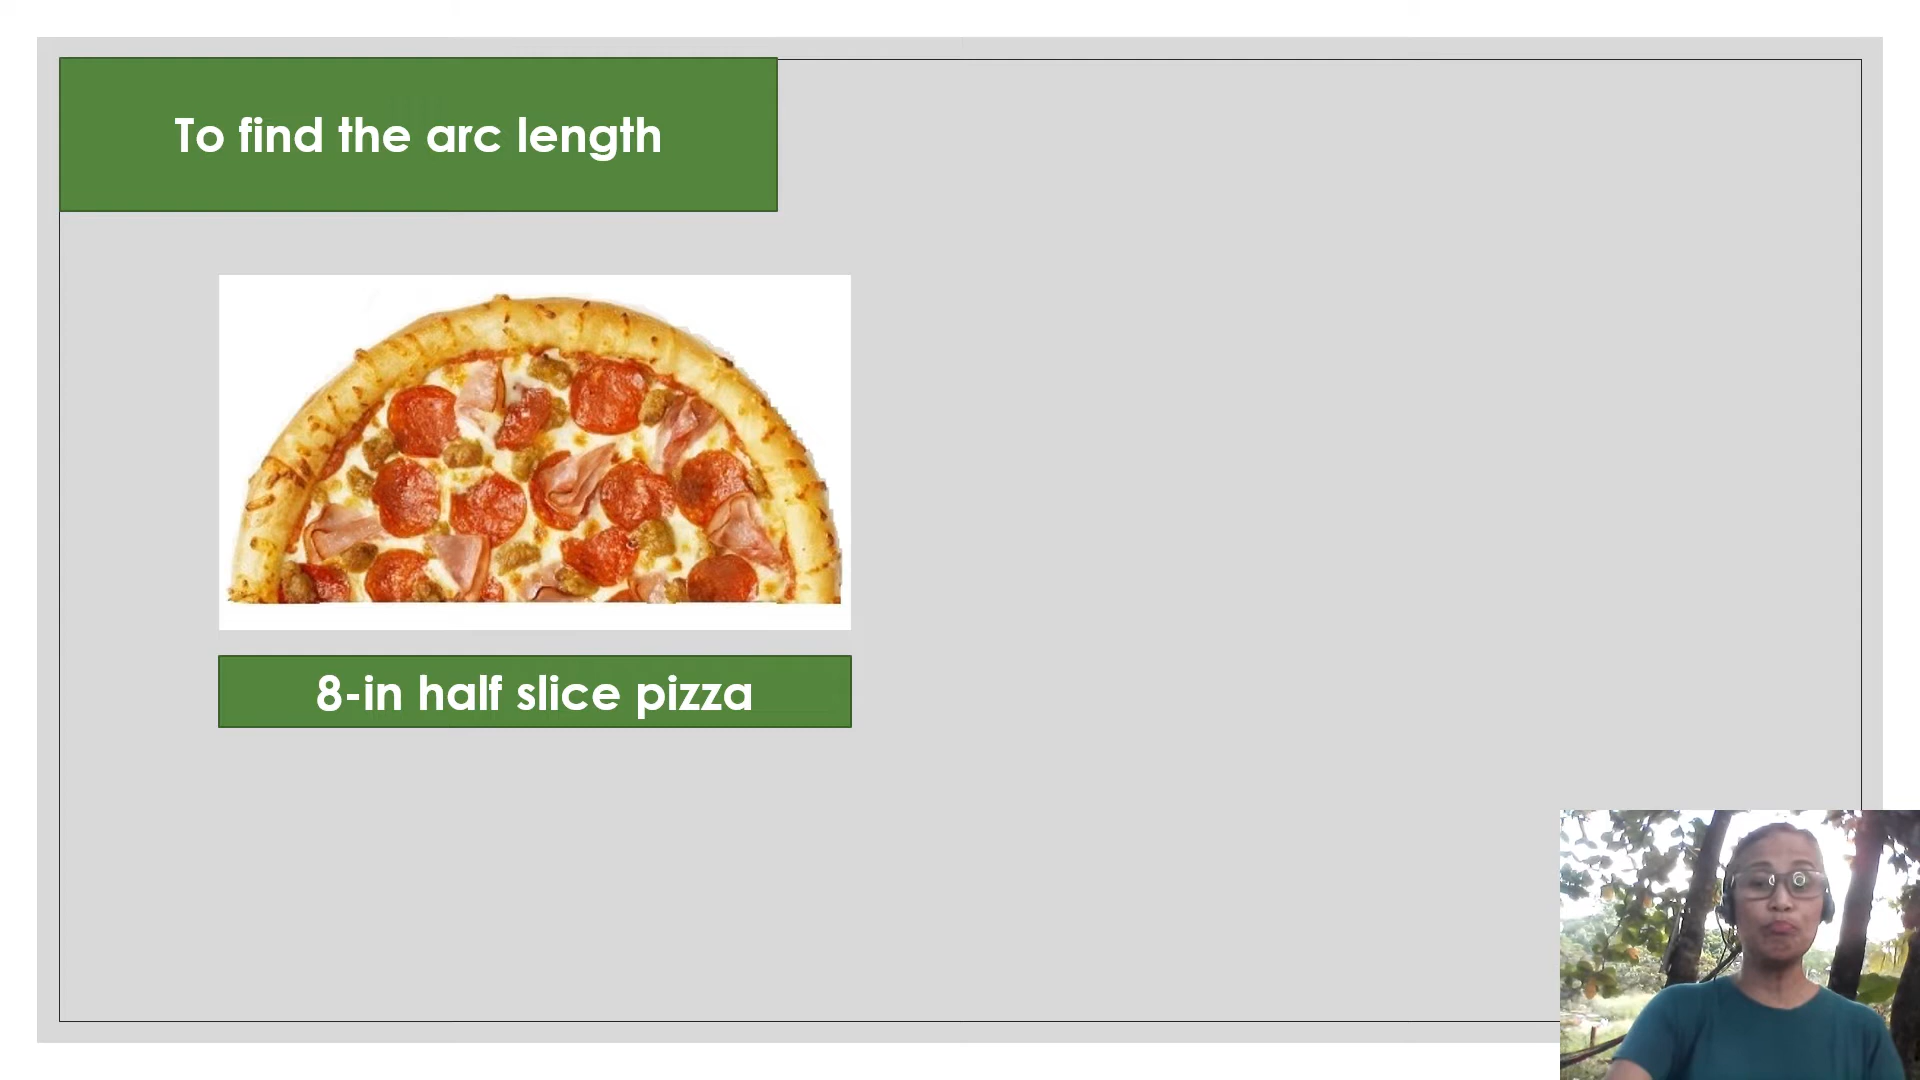 To find the arc length
8-in half slice pizza